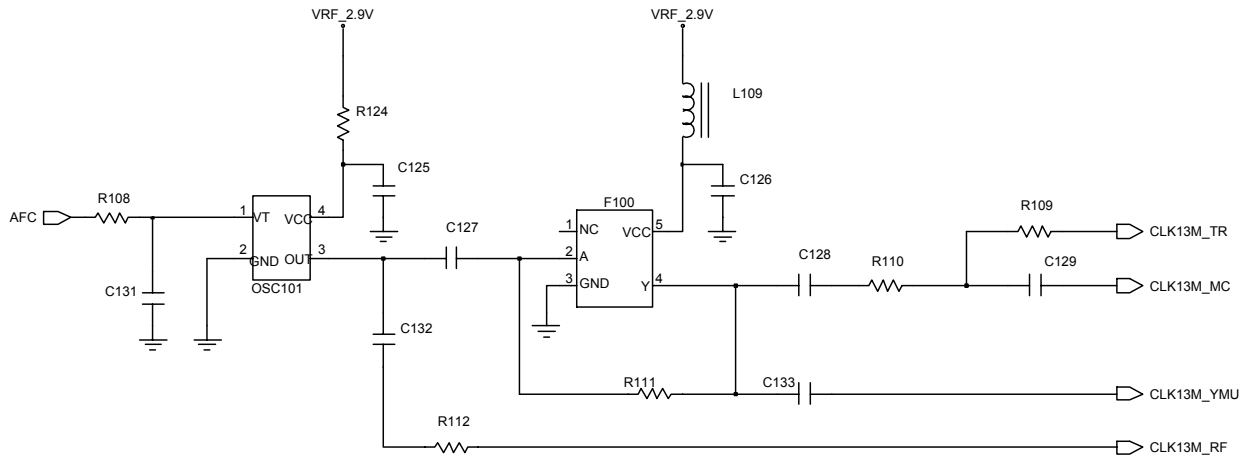 VRF_2.9V
VRF_2.9V
L109
R124
C125
C126
R108
F100
AFC
1
VT
VCC
4
C127
1
NC
VCC
5
R109
CLK13M_TR
2
GND
OUT
3
2
A
C128
R110
C129
OSC101
3
GND
Y
4
CLK13M_MC
C131
C132
R111
C133
CLK13M_YMU
R112
CLK13M_RF